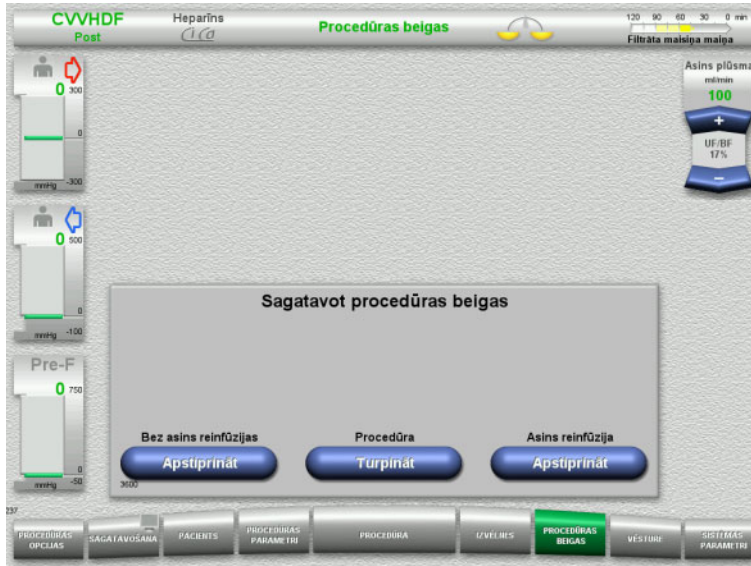 CVVHDF
Post
Heparīns
Cica
Procedūras beigas
120 90 60 30 0 min
Filtrāta maisiņa maiņa
0
300
0
-300
mmHg
Asins plūsma
ml/min
100
+
UF/BF
17%
−
0
500
0
-100
mmHg
Pre-F
0
750
0
-50
mmHg
Sagatavot procedūras beigas
Bez asins reinfūzijas
Procedūra
Asins reinfūzija
Apstiprināt
Turpināt
Apstiprināt
3600
237
PROCEDŪRAS OPCIJAS
SAGATAVOŠANA
PACIENTS
PROCEDŪRAS PARAMETRI
PROCEDŪRA
IZVĒLNES
PROCEDŪRAS BEIGAS
VĒSTURE
SISTĒMAS PARAMETRI